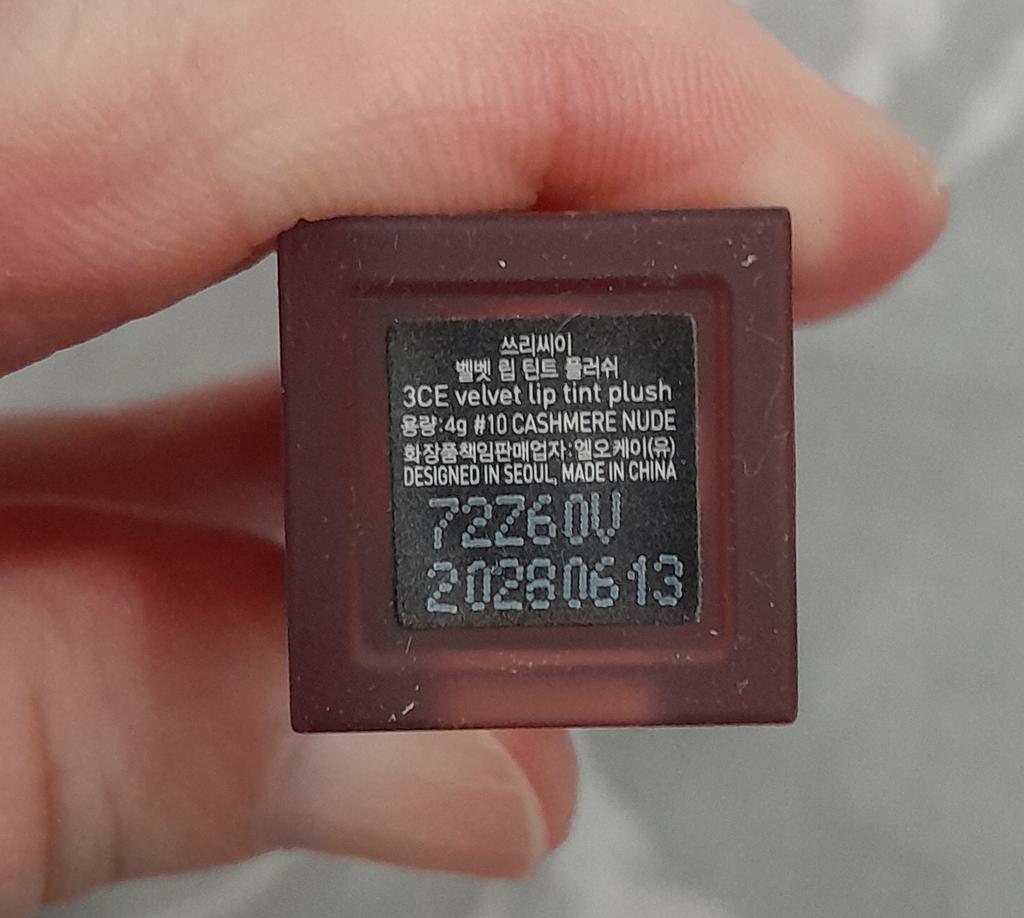 쓰리씨이
벨벳 립 틴트 플러쉬
3CE velvet lip tint plush
용량:4g #10 CASHMERE NUDE
화장품책임판매업자:엘오케이(유)
DESIGNED IN SEOUL, MADE IN CHINA
72Z60V
20280613